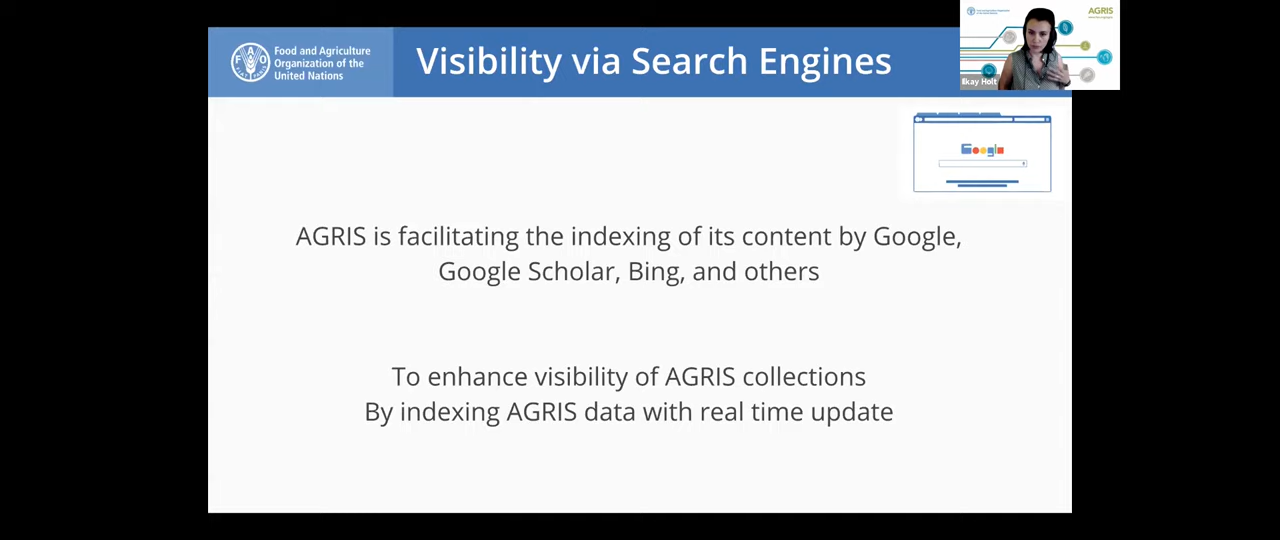 Food and Agriculture
Organization of the
United Nations
Visibility via Search Engines
AGRIS
Ilkay Holt
Google
AGRIS is facilitating the indexing of its content by Google,
Google Scholar, Bing, and others
To enhance visibility of AGRIS collections
By indexing AGRIS data with real time update